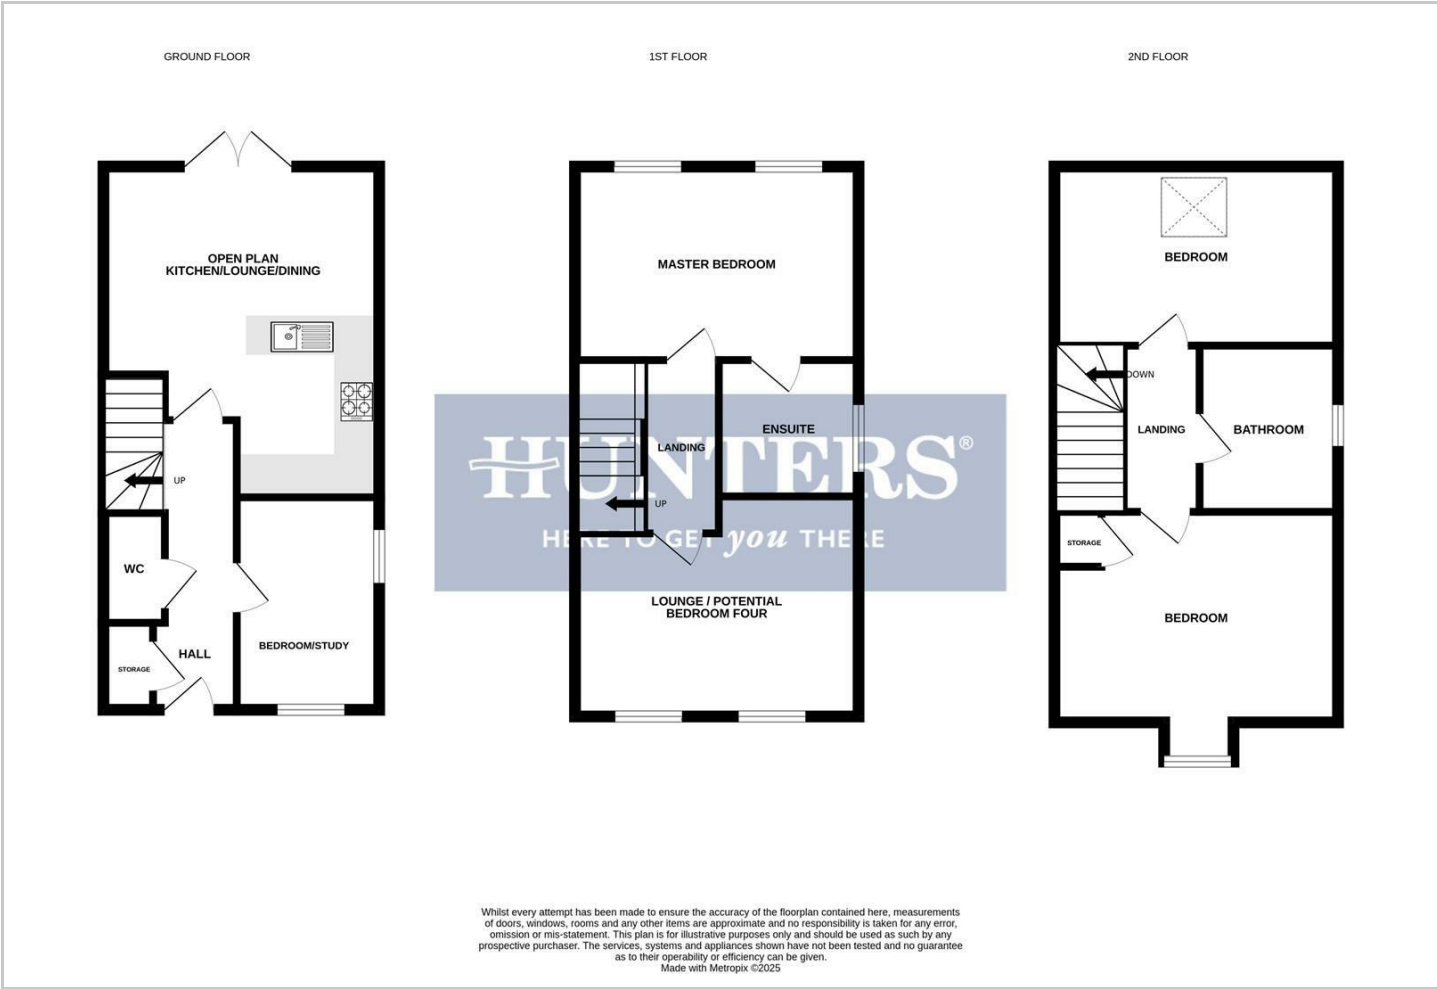 GROUND FLOOR
OPEN PLAN
KITCHEN/LOUNGE/DINING
UP
WC
STORAGE
HALL
BEDROOM/STUDY
1ST FLOOR
MASTER BEDROOM
ENSUITE
LANDING
UP
LOUNGE / POTENTIAL
BEDROOM FOUR
HUNTERS®
HERE TO GET you THERE
2ND FLOOR
BEDROOM
DOWN
LANDING
BATHROOM
STORAGE
BEDROOM
Whilst every attempt has been made to ensure the accuracy of the floorplan contained here, measurements
of doors, windows, rooms and any other items are approximate and no responsibility is taken for any error,
omission or mis-statement. This plan is for illustrative purposes only and should be used as such by any
prospective purchaser. The services, systems and appliances shown have not been tested and no guarantee
as to their operability or efficiency can be given.
Made with Metropix ©2025